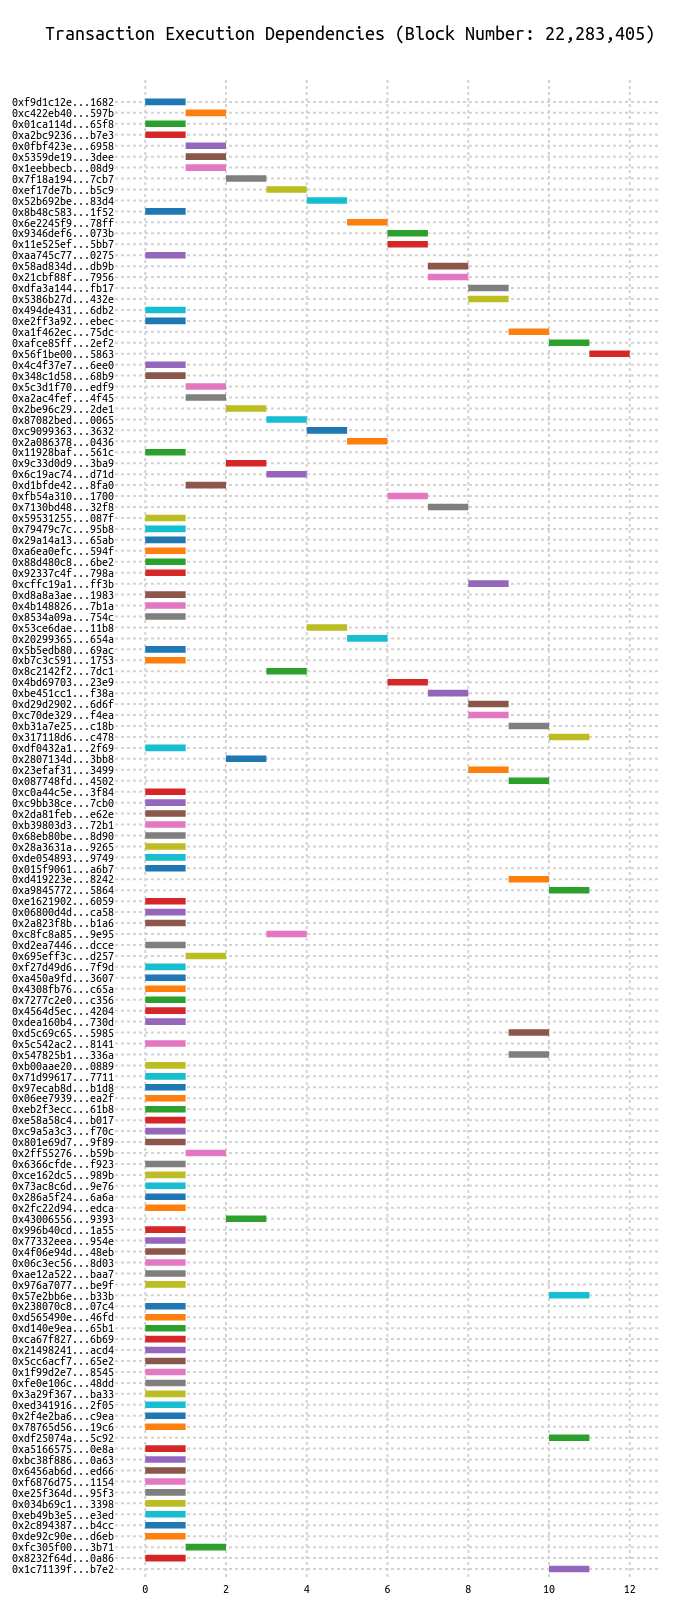 Transaction Execution Dependencies (Block Number: 22,283,405)
0xf9d1c12e...1682
0xc422eb40...597b
0x01ca114d...65f8
0xa2bc9236...b7e3
0x0fbf423e...6958
0x5359de19...3dee
0x1eebbecb...08d9
0x7f18a194...7cb7
0xef17de7b...b5c9
0x52b692be...83d4
0x8b48c583...1f52
0x6e2245f9...78ff
0x9346def6...073b
0x11e525ef...5bb7
0xaa745c77...0275
0x58ad834d...db9b
0x21cbf88f...7956
0xdfa3a144...fb17
0x5386b27d...432e
0x494de431...6db2
0xe2ff3a92...ebec
0xa1f462ec...75dc
0xafce85ff...2ef2
0x56f1be00...5863
0x4c4f37e7...6ee0
0x348c1d58...68b9
0x5c3d1f70...edf9
0xa2ac4fef...4f45
0x2be96c29...2de1
0x87082bed...0065
0xc9099363...3632
0x2a086378...0436
0x11928baf...561c
0x9c33d0d9...3ba9
0x6c19ac74...d71d
0xd1bfde42...8fa0
0xfb54a310...1700
0x7130bd48...32f8
0x59531255...087f
0x79479c7c...95b8
0x29a14a13...65ab
0xa6ea0efc...594f
0x88d480c8...6be2
0x92337c4f...798a
0xcffc19a1...ff3b
0xd8a8a3ae...1983
0x4b148826...7b1a
0x8534a09a...754c
0x53ce6dae...11b8
0x20299365...654a
0x5b5edb80...69ac
0xb7c3c591...1753
0x8c2142f2...7dc1
0x4bd69703...23e9
0xbe451cc1...f38a
0xd29d2902...6d6f
0xc70de329...f4ea
0xb31a7e25...c18b
0x317118d6...c478
0xdf0432a1...2f69
0x2807134d...3bb8
0x23efaf31...3499
0x087748fd...4502
0xc0a44c5e...3f84
0xc9bb38ce...7cb0
0x2da81feb...e62e
0xb39803d3...72b1
0x68eb80be...8d90
0x28a3631a...9265
0xde054893...9749
0x015f9061...a6b7
0xd419223e...8242
0xa9845772...5864
0xe1621902...6059
0x06800d4d...ca58
0x2a823f8b...b1a6
0xc8fc8a85...9e95
0xd2ea7446...dcce
0x695eff3c...d257
0xf27d49d6...7f9d
0xa450a9fd...3607
0x4308fb76...c65a
0x7277c2e0...c356
0x4564d5ec...4204
0xdea160b4...730d
0xd5c69c65...5985
0x5c542ac2...8141
0x547825b1...336a
0xb00aae20...0889
0x71d99617...7711
0x97ecab8d...b1d8
0x06ee7939...ea2f
0xeb2f3ecc...61b8
0xe58a58c4...b017
0xc9a5a3c3...f70c
0x801e69d7...9f89
0x2ff55276...b59b
0x6366cfde...f923
0xce162dc5...989b
0x73ac8c6d...9e76
0x286a5f24...6a6a
0x2fc22d94...edca
0x43006556...9393
0x996b40cd...1a55
0x77332eea...954e
0x4f06e94d...48eb
0x06c3ec56...8d03
0xae12a522...baa7
0x976a7077...be9f
0x57e2bb6e...b33b
0x238070c8...07c4
0xd565490e...46fd
0xd140e9ea...65b1
0xca67f827...6b69
0x21498241...acd4
0x5cc6acf7...65e2
0x1f99d2e7...8545
0xfe0e106c...48dd
0x3a29f367...ba33
0xed341916...2f05
0x2f4e2ba6...c9ea
0x78765d56...19c6
0xdf25074a...5c92
0xa5166575...0e8a
0xbc38f886...0a63
0x6456ab6d...ed66
0xf6876d75...1154
0xe25f364d...95f3
0x034b69c1...3398
0xeb49b3e5...e3ed
0x2c894387...b4cc
0xde92c90e...d6eb
0xfc305f00...3b71
0x8232f64d...0a86
0x1c71139f...b7e2
0 2 4 6 8 10 12